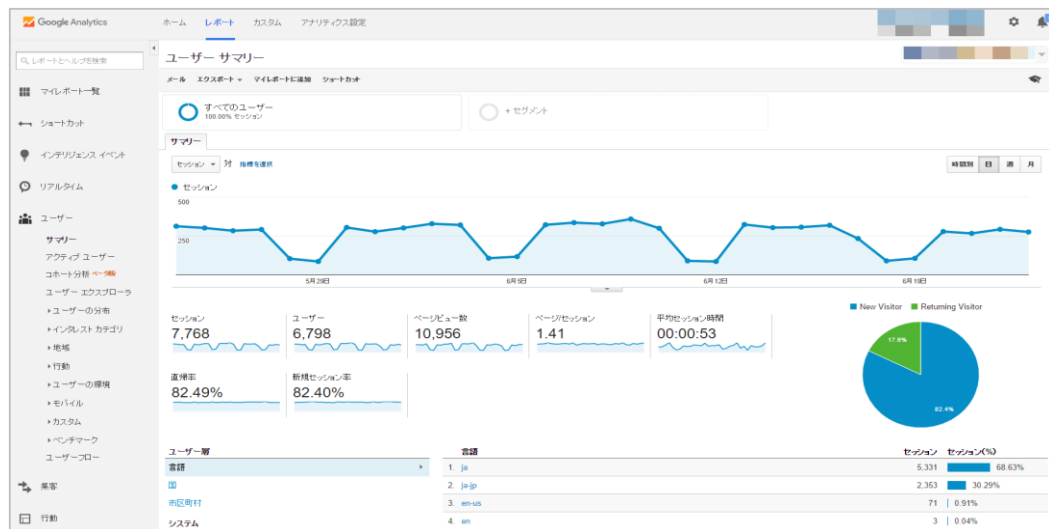 Google Analytics
ホーム レポート カスタム アナリティクス設定
レポートとヘルプを検索
マイレポート一覧
ショートカット
インテリジェンス イベント
リアルタイム
ユーザー
サマリー
アクティブ ユーザー
コホート分析 ベータ版
ユーザー エクスプローラ
ユーザーの分布
インタレスト カテゴリ
地域
行動
ユーザーの環境
モバイル
カスタム
ベンチマーク
ユーザーフロー
集客
行動
ユーザー サマリー
メール エクスポート マイレポートに追加 ショートカット
すべてのユーザー
100.00% セッション
+ セグメント
サマリー
セッション 対 指標を選択
時間別 日 週 月
セッション
500
250
5月29日 6月5日 6月12日 6月19日
New Visitor Returning Visitor
セッション
7,768
ユーザー
6,798
ページビュー数
10,956
ページ/セッション
1.41
平均セッション時間
00:00:53
直帰率
82.49%
新規セッション率
82.40%
17.6%
82.4%
ユーザー層
言語
国
市区町村
システム
言語 セッション セッション(%)
1. ja 5,331 68.63%
2. ja-jp 2,353 30.29%
3. en-us 71 0.91%
4. en 3 0.04%